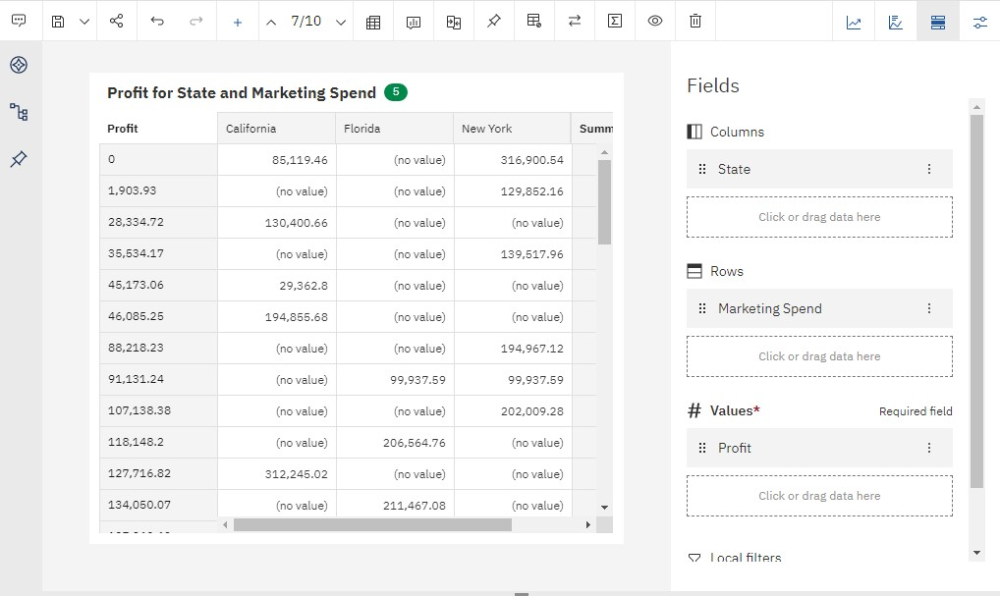 7/10
Profit for State and Marketing Spend 5
Profit California Florida New York Summ
0 85,119.46 (no value) 316,900.54
1,903.93 (no value) (no value) 129,852.16
28,334.72 130,400.66 (no value) (no value)
35,534.17 (no value) (no value) 139,517.96
45,173.06 29,362.8 (no value) (no value)
46,085.25 194,855.68 (no value) (no value)
88,218.23 (no value) (no value) 194,967.12
91,131.24 (no value) 99,937.59 99,937.59
107,138.38 (no value) (no value) 202,009.28
118,148.2 (no value) 206,564.76 (no value)
127,716.82 312,245.02 (no value) (no value)
134,050.07 (no value) 211,467.08 (no value)
Fields
Columns
State
Click or drag data here
Rows
Marketing Spend
Click or drag data here
# Values* Required field
Profit
Click or drag data here
Local filters